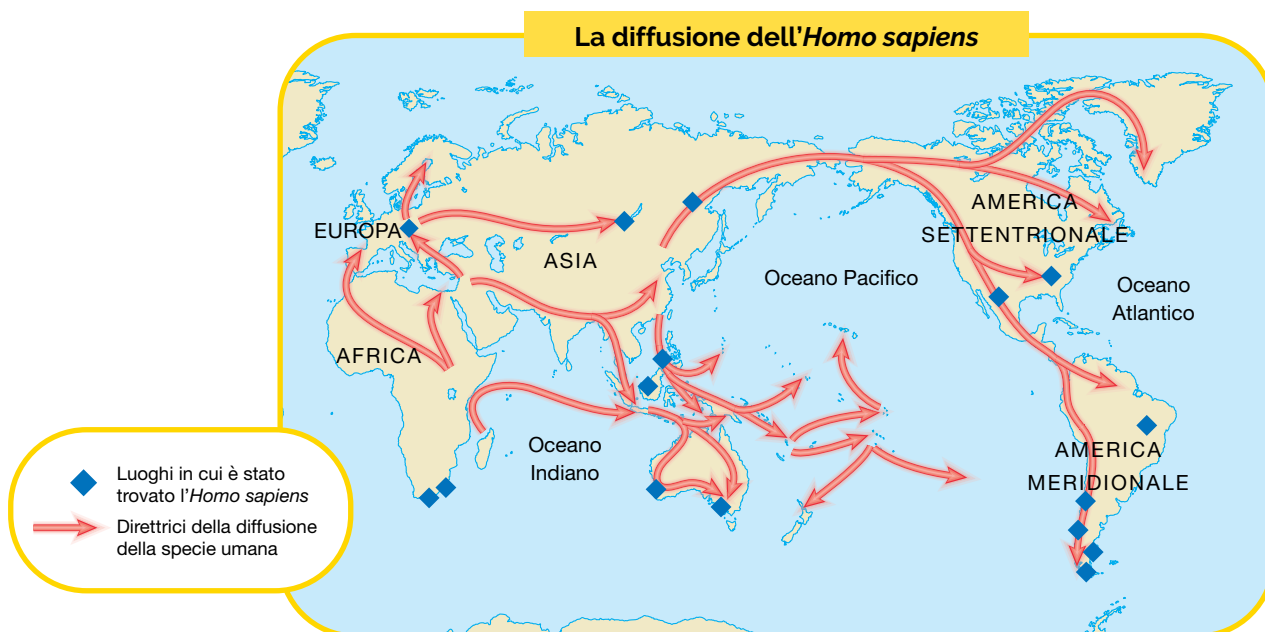 La diffusione dell'Homo sapiens
EUROPA
ASIA
AFRICA
AMERICA
SETTENTRIONALE
Oceano Pacifico
Oceano
Atlantico
Oceano
Indiano
AMERICA
MERIDIONALE
Luoghi in cui è stato
trovato l'Homo sapiens
Direttrici della diffusione
della specie umana